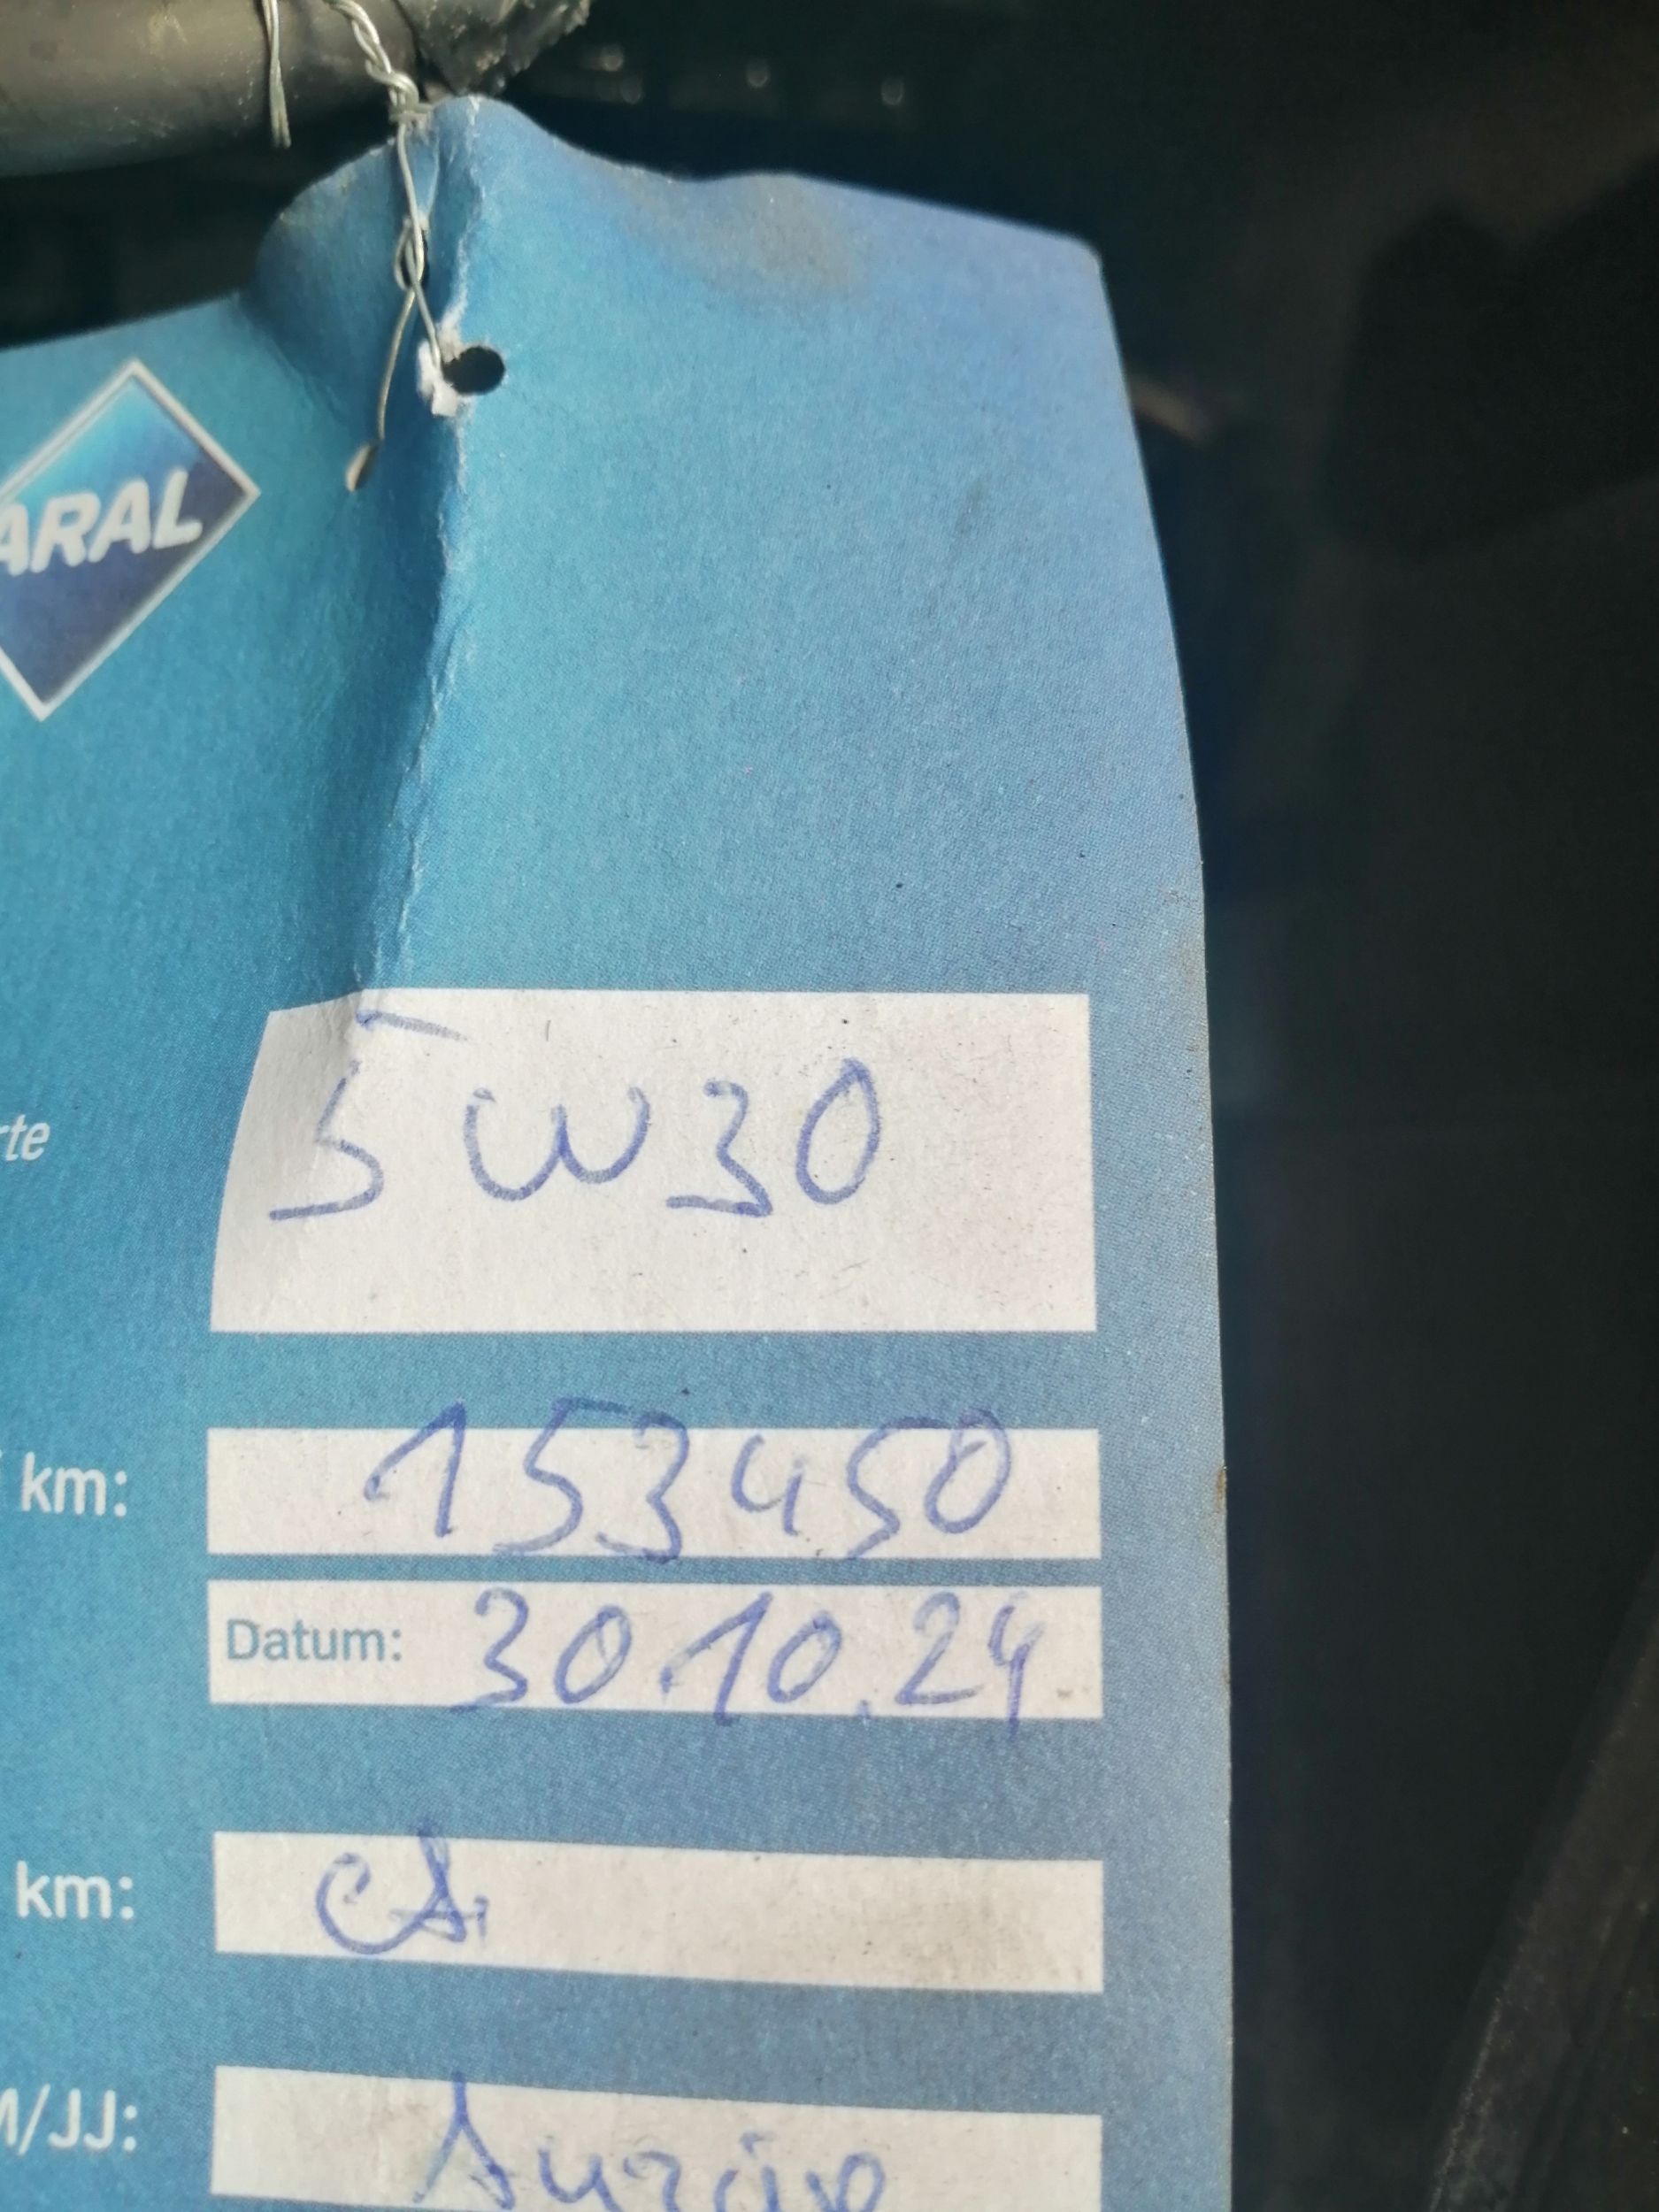 ARAL
rte
5W30
km: 153450
Datum: 30.10.24
km:
M/JJ: